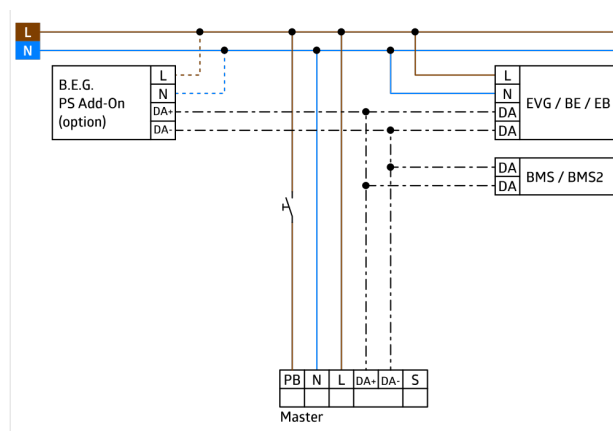 L
N
B.E.G.
PS Add-On
(option)
L
N
DA+
DA-
L
N
DA
DA
EVG / BE / EB
DA
DA
BMS / BMS2
PB N L DA+ DA- S
Master